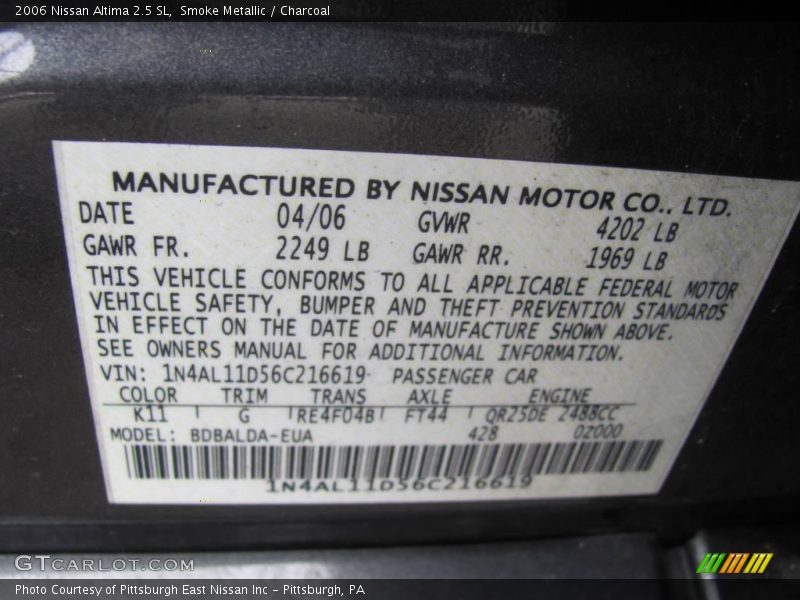 2006 Nissan Altima 2.5 SL, Smoke Metallic / Charcoal
MANUFACTURED BY NISSAN MOTOR CO., LTD.
DATE 04/06 GVWR 4202 LB
GAWR FR. 2249 LB GAWR RR. 1969 LB
THIS VEHICLE CONFORMS TO ALL APPLICABLE FEDERAL MOTOR
VEHICLE SAFETY, BUMPER AND THEFT PREVENTION STANDARDS
IN EFFECT ON THE DATE OF MANUFACTURE SHOWN ABOVE.
SEE OWNERS MANUAL FOR ADDITIONAL INFORMATION.
VIN: 1N4AL11D56C216619 PASSENGER CAR
COLOR TRIM TRANS AXLE ENGINE
K11 G RE4F04B FT44 QR25DE 2488CC
MODEL: BDBALDA-EUA 428 0Z000
1N4AL11D56C216619
GTCARLOT.COM
Photo Courtesy of Pittsburgh East Nissan Inc - Pittsburgh, PA